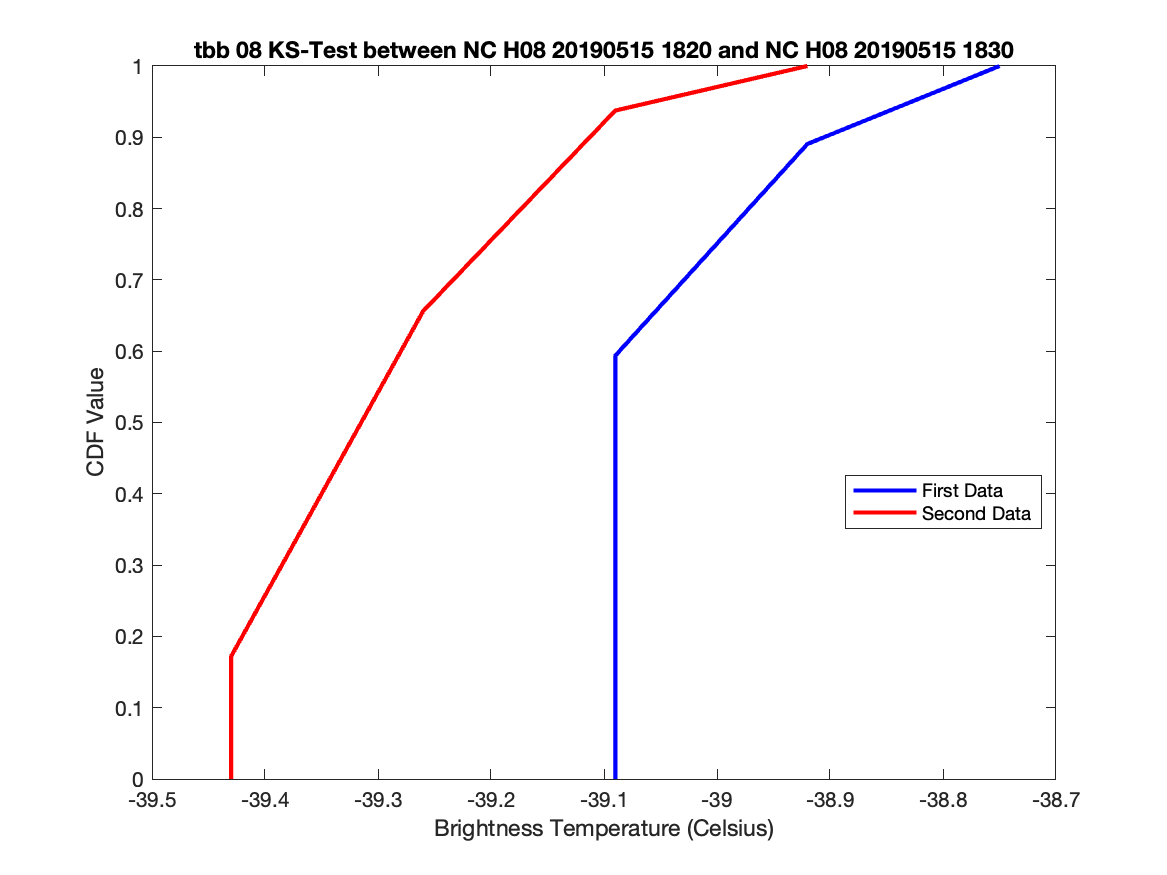 tbb 08 KS-Test between NC H08 20190515 1820 and NC H08 20190515 1830
1
0.9
0.8
0.7
0.6
0.5
0.4
0.3
0.2
0.1
0
CDF Value
First Data
Second Data
-39.5 -39.4 -39.3 -39.2 -39.1 -39 -38.9 -38.8 -38.7
Brightness Temperature (Celsius)